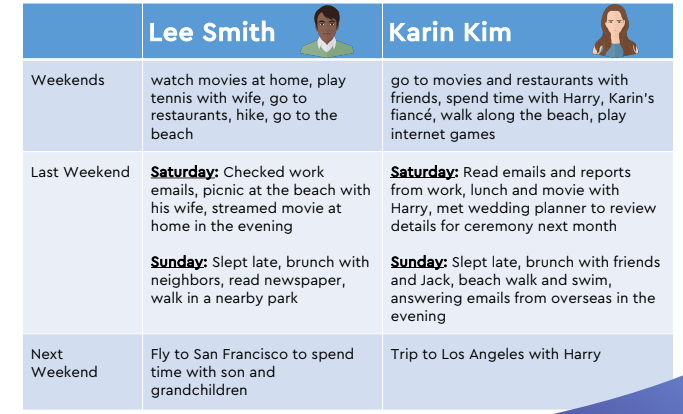 Lee Smith
Karin Kim
Weekends
watch movies at home, play
tennis with wife, go to
restaurants, hike, go to the
beach
go to movies and restaurants with
friends, spend time with Harry, Karin's
fiancé, walk along the beach, play
internet games
Last Weekend
Saturday: Checked work
emails, picnic at the beach with
his wife, streamed movie at
home in the evening
Sunday: Slept late, brunch with
neighbors, read newspaper,
walk in a nearby park
Saturday: Read emails and reports
from work, lunch and movie with
Harry, met wedding planner to review
details for ceremony next month
Sunday: Slept late, brunch with friends
and Jack, beach walk and swim,
answering emails from overseas in the
evening
Next
Weekend
Fly to San Francisco to spend
time with son and
grandchildren
Trip to Los Angeles with Harry